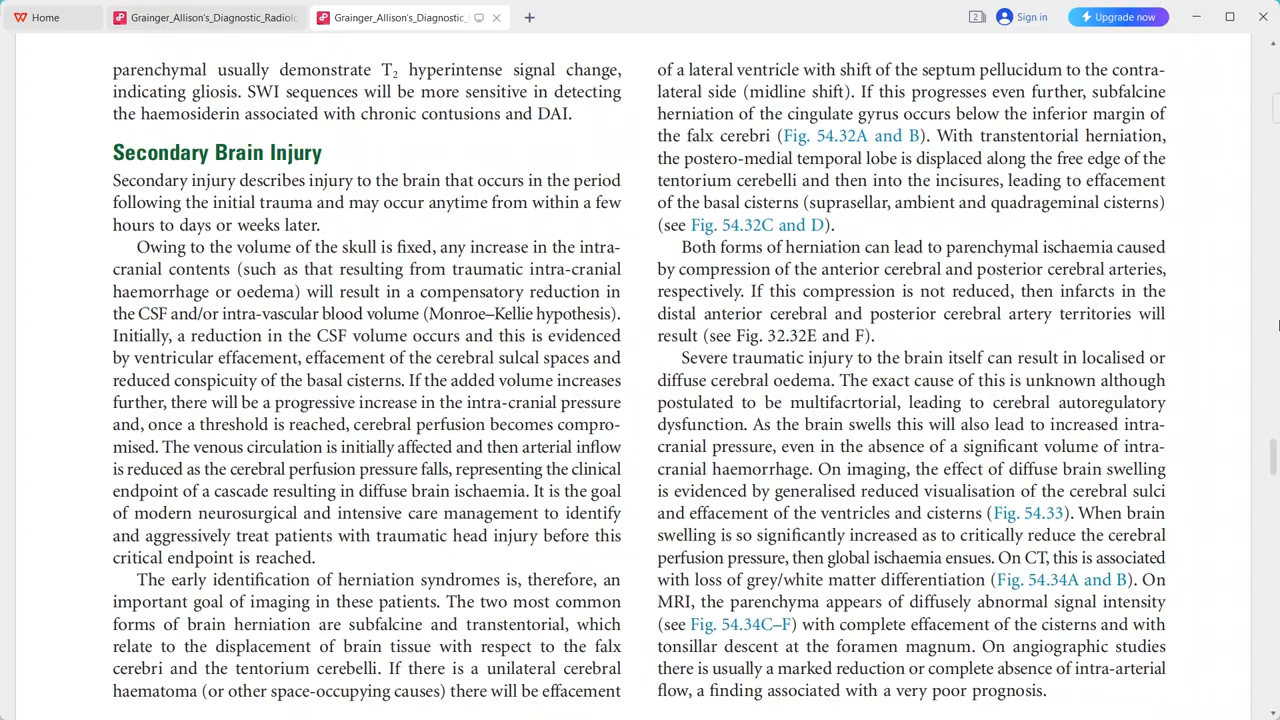 Home
Grainger_Allison's_Diagnostic_Radiolo
Grainger_Allison's_Diagnostic_
2
Sign in
Upgrade now
parenchymal usually demonstrate T₂ hyperintense signal change,
indicating gliosis. SWI sequences will be more sensitive in detecting
the haemosiderin associated with chronic contusions and DAI.
Secondary Brain Injury
Secondary injury describes injury to the brain that occurs in the period
following the initial trauma and may occur anytime from within a few
hours to days or weeks later.
Owing to the volume of the skull is fixed, any increase in the intra-
cranial contents (such as that resulting from traumatic intra-cranial
haemorrhage or oedema) will result in a compensatory reduction in
the CSF and/or intra-vascular blood volume (Monroe–Kellie hypothesis).
Initially, a reduction in the CSF volume occurs and this is evidenced
by ventricular effacement, effacement of the cerebral sulcal spaces and
reduced conspicuity of the basal cisterns. If the added volume increases
further, there will be a progressive increase in the intra-cranial pressure
and, once a threshold is reached, cerebral perfusion becomes compro-
mised. The venous circulation is initially affected and then arterial inflow
is reduced as the cerebral perfusion pressure falls, representing the clinical
endpoint of a cascade resulting in diffuse brain ischaemia. It is the goal
of modern neurosurgical and intensive care management to identify
and aggressively treat patients with traumatic head injury before this
critical endpoint is reached.
The early identification of herniation syndromes is, therefore, an
important goal of imaging in these patients. The two most common
forms of brain herniation are subfalcine and transtentorial, which
relate to the displacement of brain tissue with respect to the falx
cerebri and the tentorium cerebelli. If there is a unilateral cerebral
haematoma (or other space-occupying causes) there will be effacement
of a lateral ventricle with shift of the septum pellucidum to the contra-
lateral side (midline shift). If this progresses even further, subfalcine
herniation of the cingulate gyrus occurs below the inferior margin of
the falx cerebri (Fig. 54.32A and B). With transtentorial herniation,
the postero-medial temporal lobe is displaced along the free edge of the
tentorium cerebelli and then into the incisures, leading to effacement
of the basal cisterns (suprasellar, ambient and quadrageminal cisterns)
(see Fig. 54.32C and D).
Both forms of herniation can lead to parenchymal ischaemia caused
by compression of the anterior cerebral and posterior cerebral arteries,
respectively. If this compression is not reduced, then infarcts in the
distal anterior cerebral and posterior cerebral artery territories will
result (see Fig. 32.32E and F).
Severe traumatic injury to the brain itself can result in localised or
diffuse cerebral oedema. The exact cause of this is unknown although
postulated to be multifacrtorial, leading to cerebral autoregulatory
dysfunction. As the brain swells this will also lead to increased intra-
cranial pressure, even in the absence of a significant volume of intra-
cranial haemorrhage. On imaging, the effect of diffuse brain swelling
is evidenced by generalised reduced visualisation of the cerebral sulci
and effacement of the ventricles and cisterns (Fig. 54.33). When brain
swelling is so significantly increased as to critically reduce the cerebral
perfusion pressure, then global ischaemia ensues. On CT, this is associated
with loss of grey/white matter differentiation (Fig. 54.34A and B). On
MRI, the parenchyma appears of diffusely abnormal signal intensity
(see Fig. 54.34C–F) with complete effacement of the cisterns and with
tonsillar descent at the foramen magnum. On angiographic studies
there is usually a marked reduction or complete absence of intra-arterial
flow, a finding associated with a very poor prognosis.